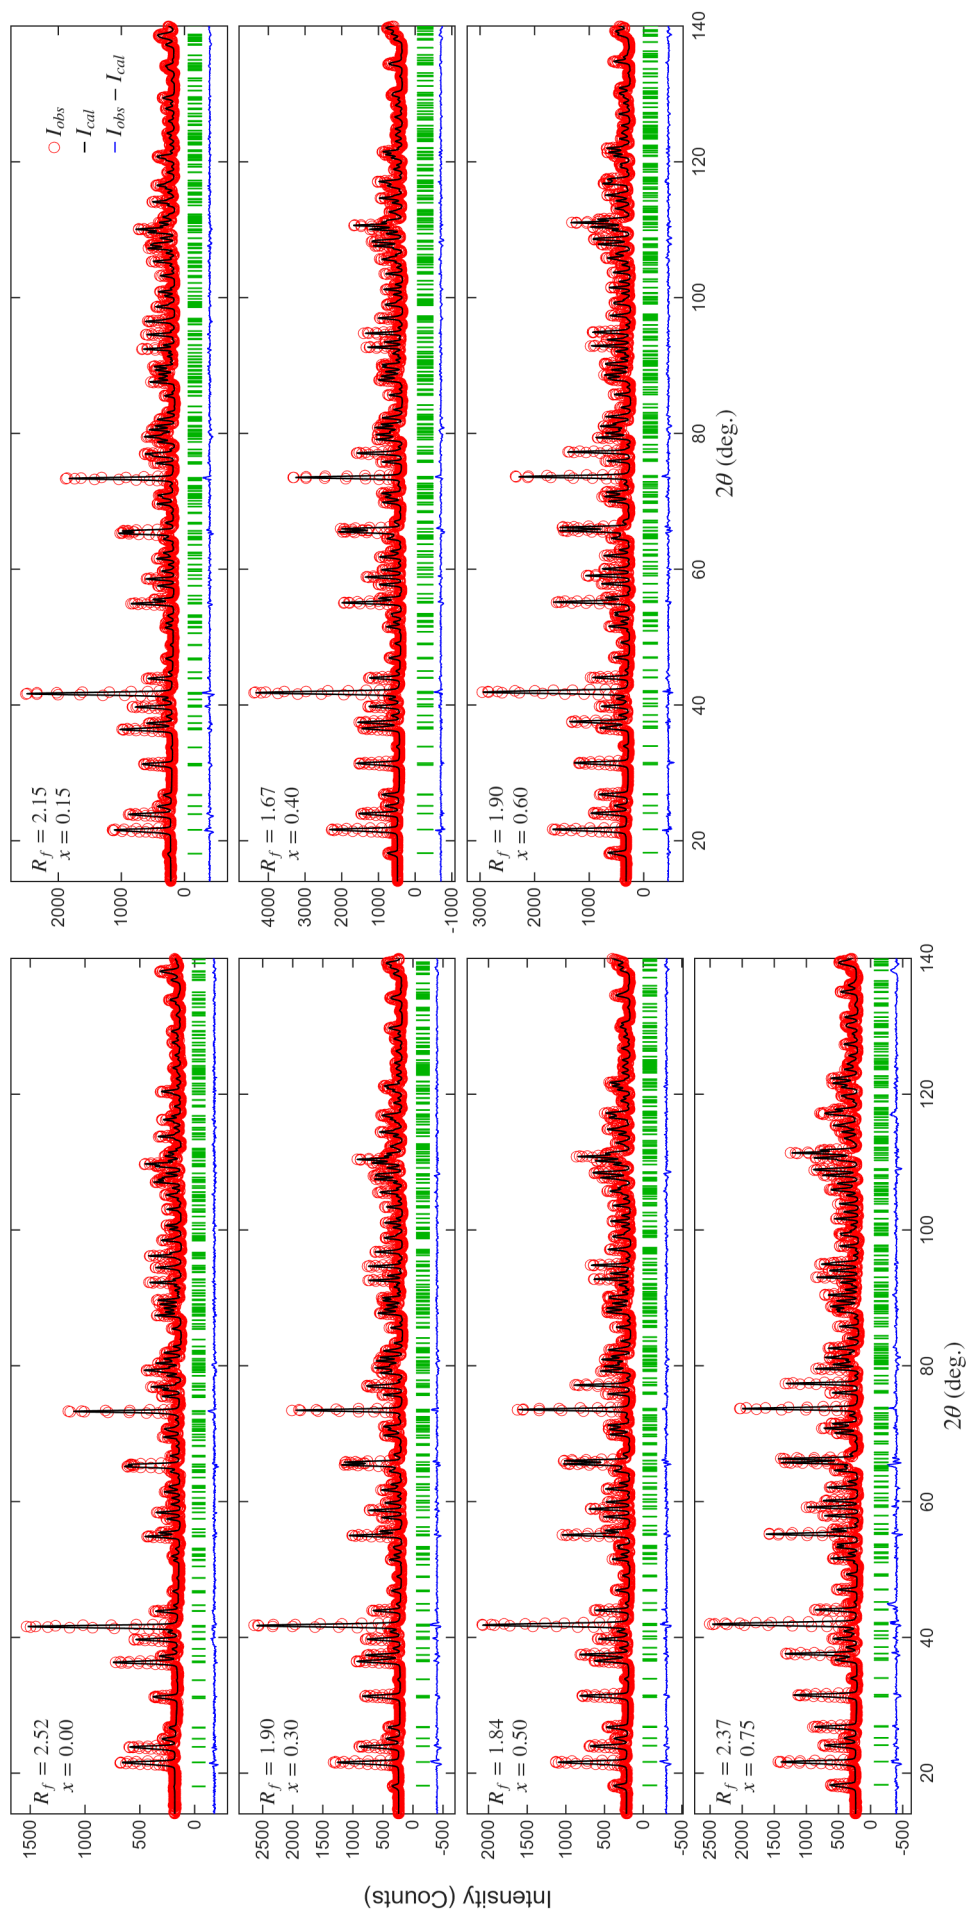 R_f = 2.52
x = 0.00
1500
1000
500
0
R_f = 2.15
x = 0.15
I_obs
I_cal
I_obs − I_cal
2000
1000
0
R_f = 1.90
x = 0.30
2500
2000
1500
1000
500
0
-500
R_f = 1.67
x = 0.40
4000
3000
2000
1000
0
-1000
R_f = 1.84
x = 0.50
2000
1500
1000
500
0
-500
R_f = 1.90
x = 0.60
3000
2000
1000
0
20 40 60 80 100 120 140
2θ (deg.)
R_f = 2.37
x = 0.75
2500
2000
1500
1000
500
0
-500
20 40 60 80 100 120 140
2θ (deg.)
Intensity (Counts)